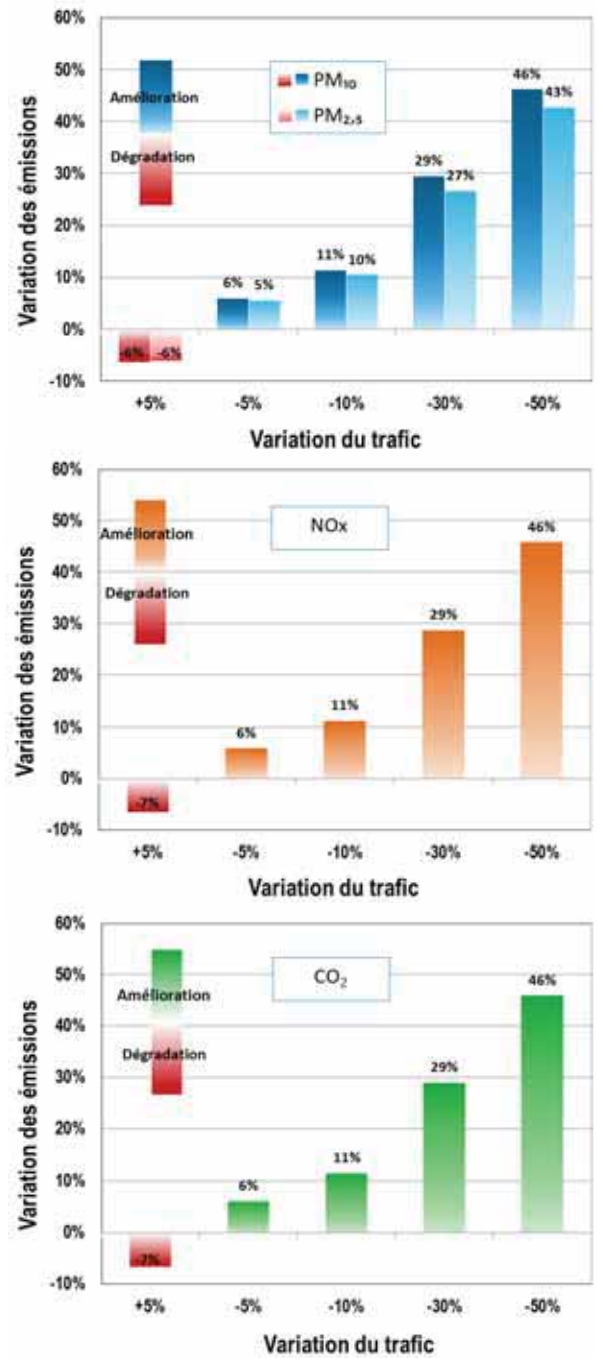 60%
50%
40%
30%
20%
10%
0%
-10%
Variation des émissions
Amélioration
Dégradation
PM₁₀
PM₂,₅
-6% -6%
6% 5%
11% 10%
29% 27%
46% 43%
+5% -5% -10% -30% -50%
Variation du trafic
60%
50%
40%
30%
20%
10%
0%
-10%
Variation des émissions
Amélioration
Dégradation
NOx
-7%
6%
11%
29%
46%
+5% -5% -10% -30% -50%
Variation du trafic
60%
50%
40%
30%
20%
10%
0%
-10%
Variation des émissions
Amélioration
Dégradation
CO₂
-7%
6%
11%
29%
46%
+5% -5% -10% -30% -50%
Variation du trafic